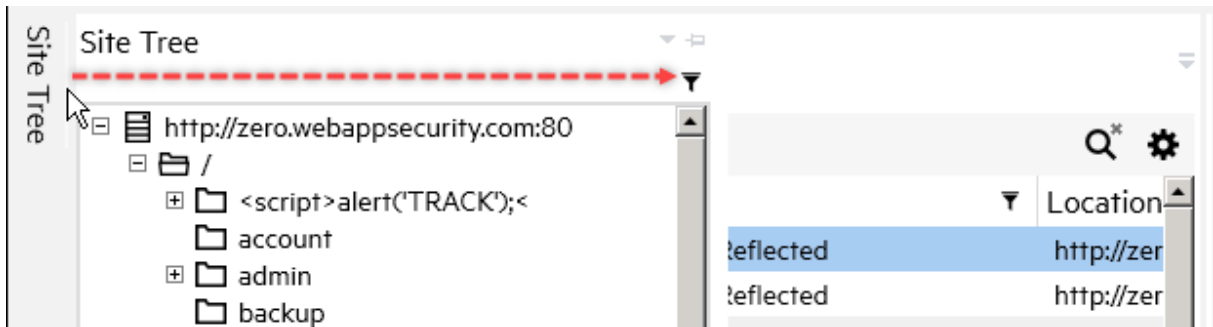 Site Tree
Site Tree
http://zero.webappsecurity.com:80
/
<script>alert('TRACK');<
account
admin
backup
Location
Reflected http://zer
Reflected http://zer